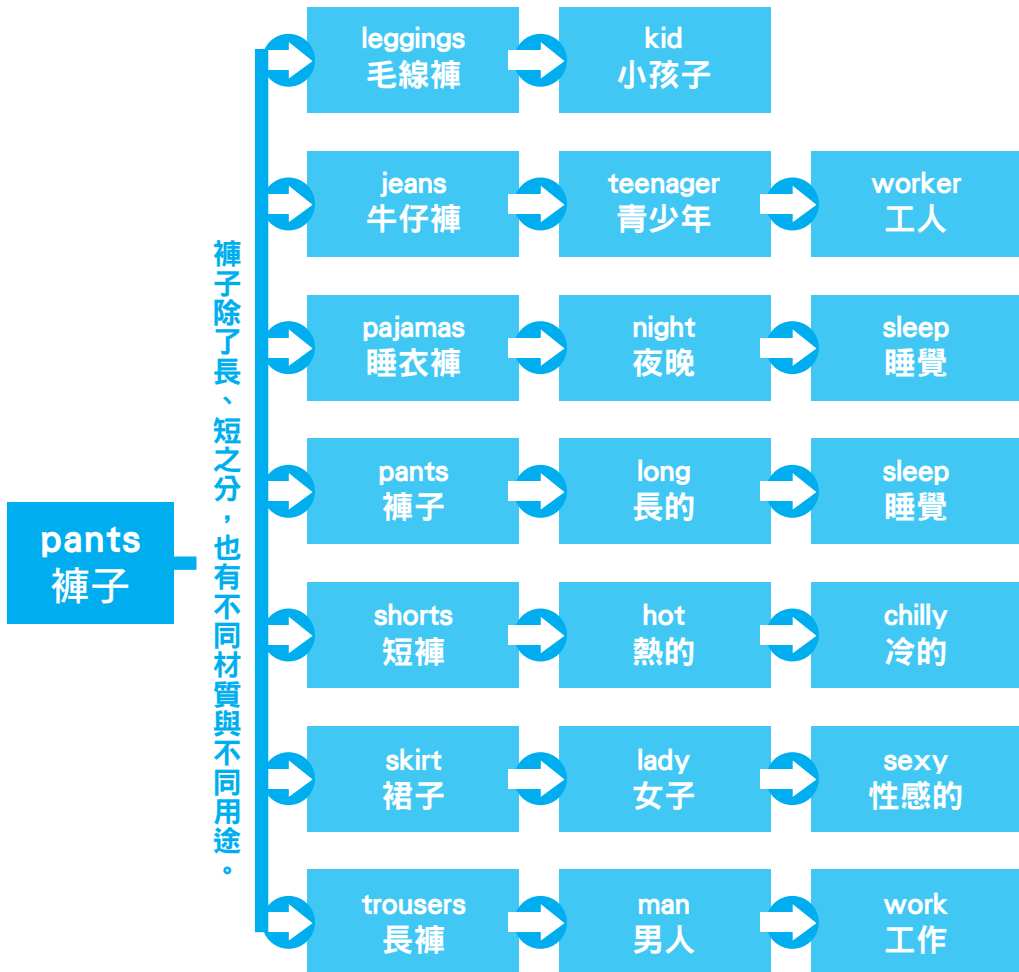 pants
褲子
褲子除了長、短之分，也有不同材質與不同用途。
leggings
毛線褲
kid
小孩子
jeans
牛仔褲
teenager
青少年
worker
工人
pajamas
睡衣褲
night
夜晚
sleep
睡覺
pants
褲子
long
長的
sleep
睡覺
shorts
短褲
hot
熱的
chilly
冷的
skirt
裙子
lady
女子
sexy
性感的
trousers
長褲
man
男人
work
工作